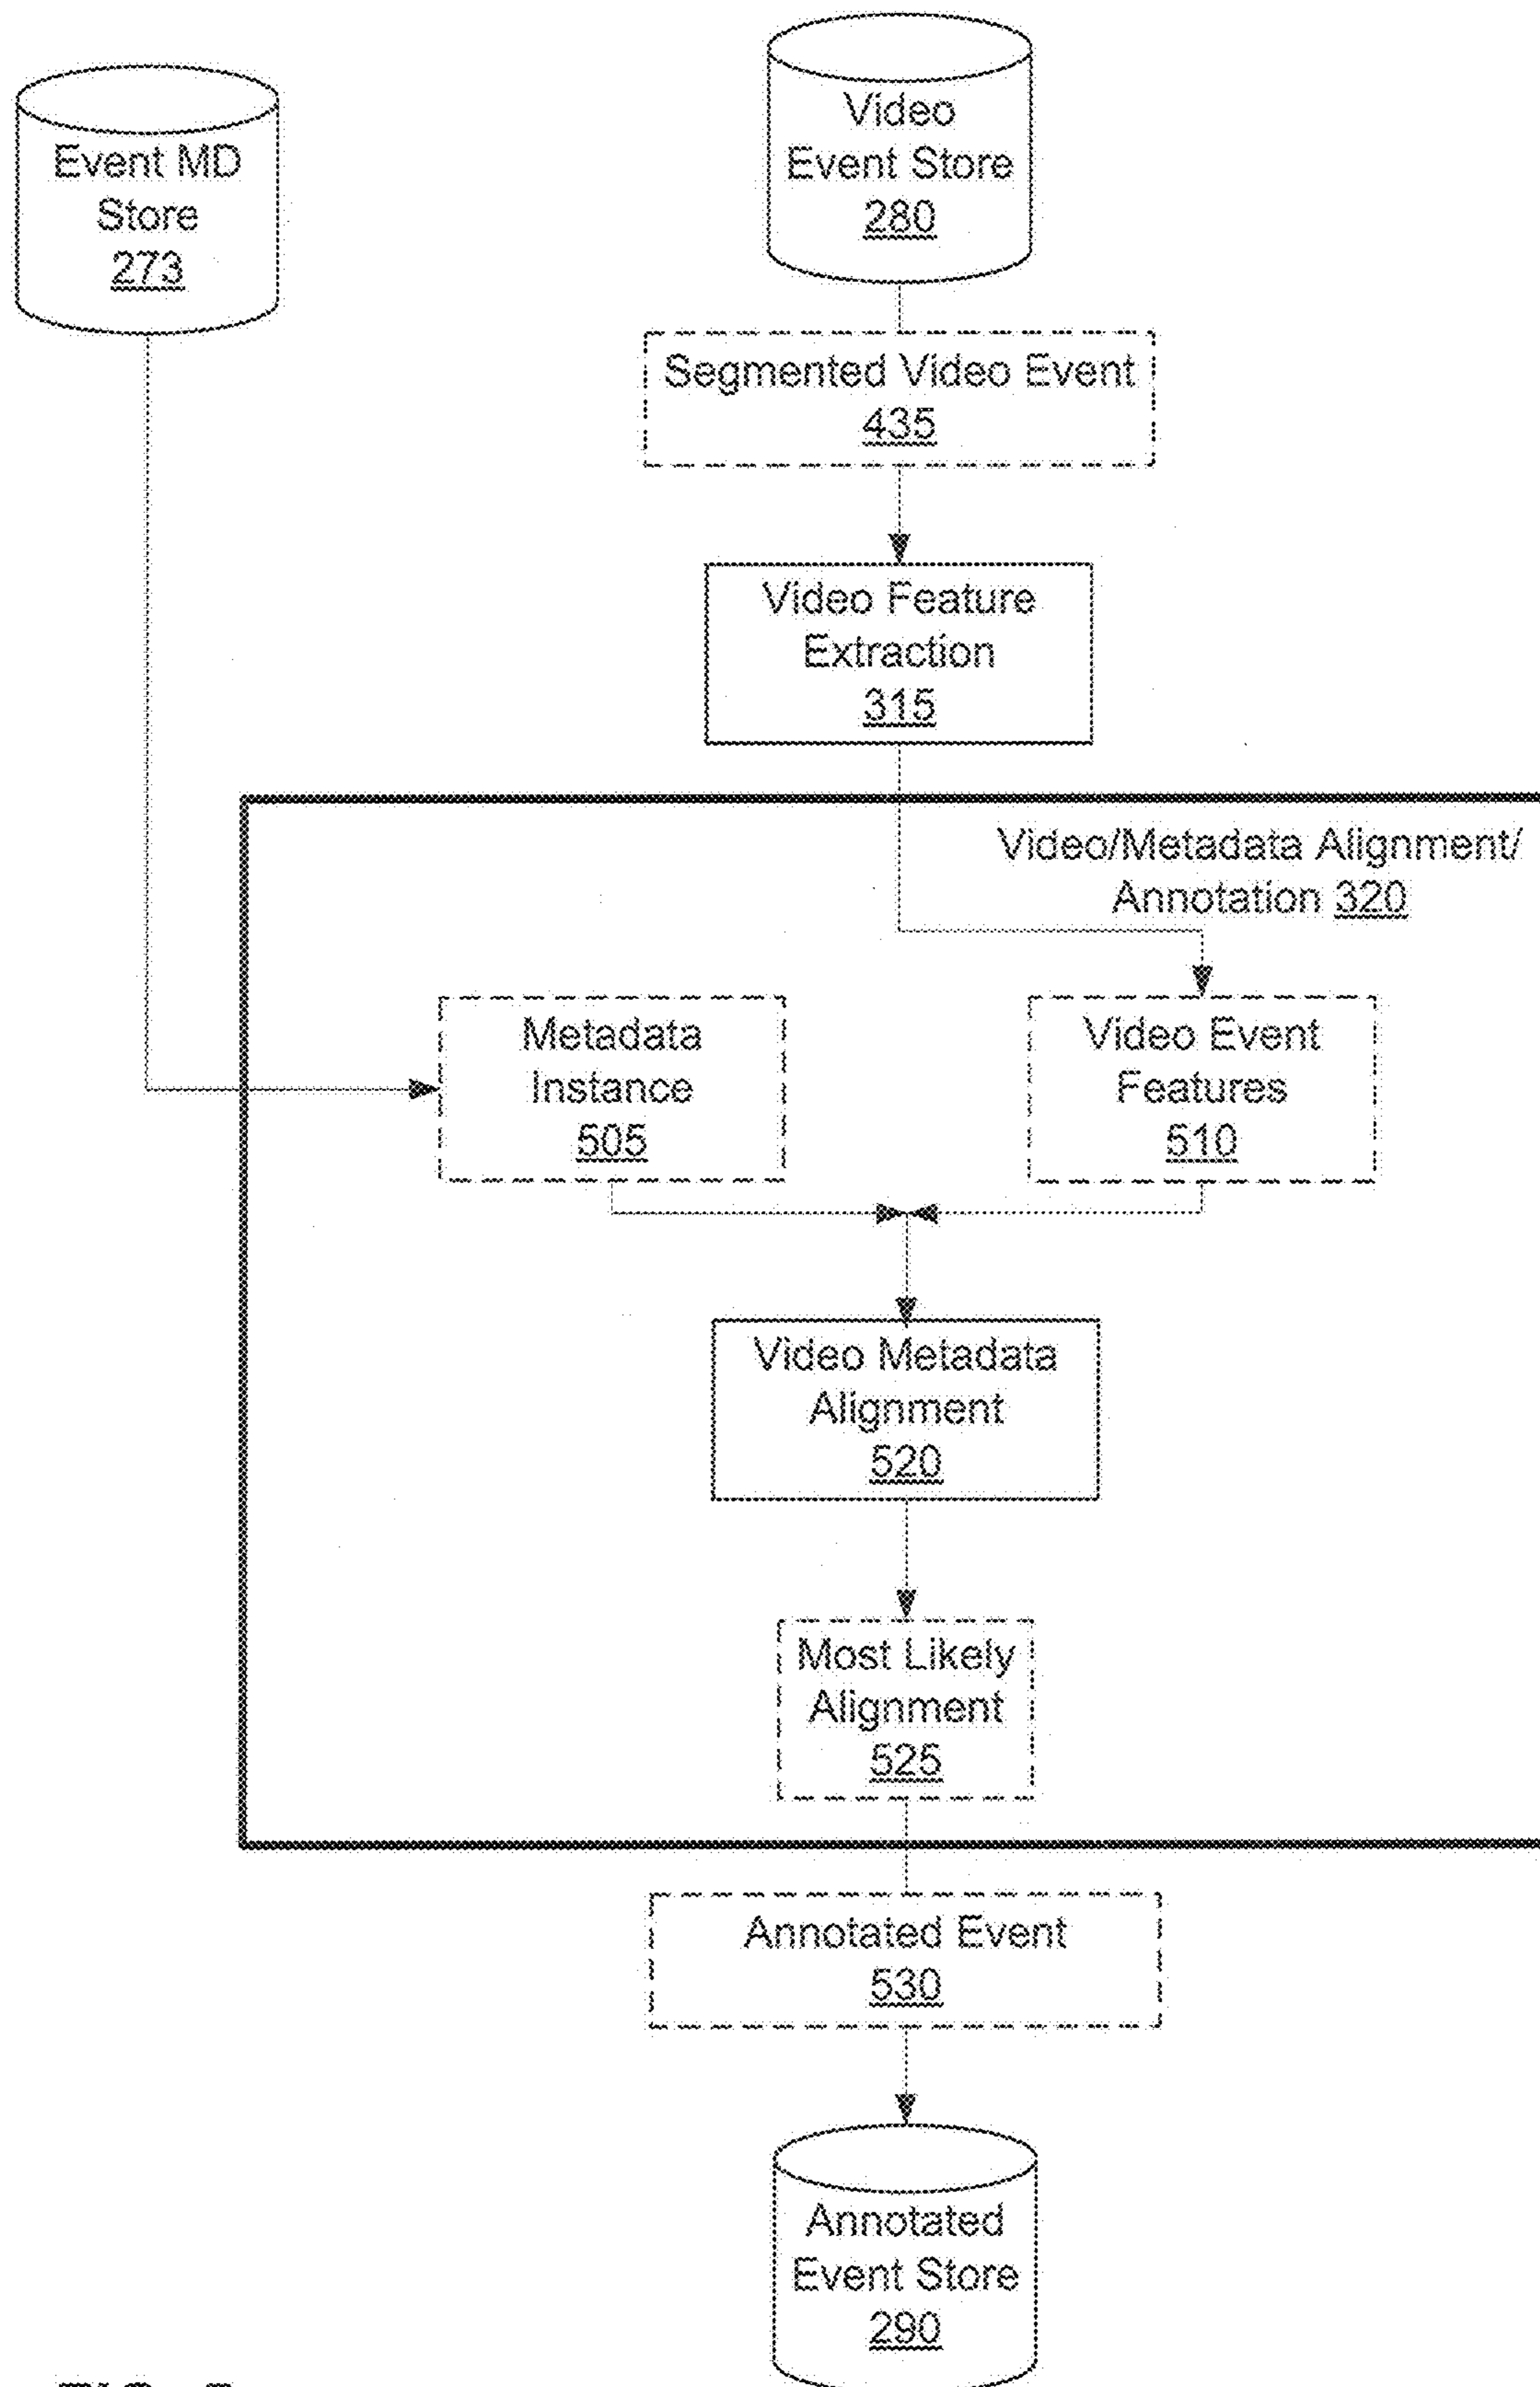 Event MD
Store
273
Video
Event Store
280
Segmented Video Event
435
Video Feature
Extraction
315
Video/Metadata Alignment/
Annotation 320
Metadata
Instance
505
Video Event
Features
510
Video Metadata
Alignment
520
Most Likely
Alignment
525
Annotated Event
530
Annotated
Event Store
290